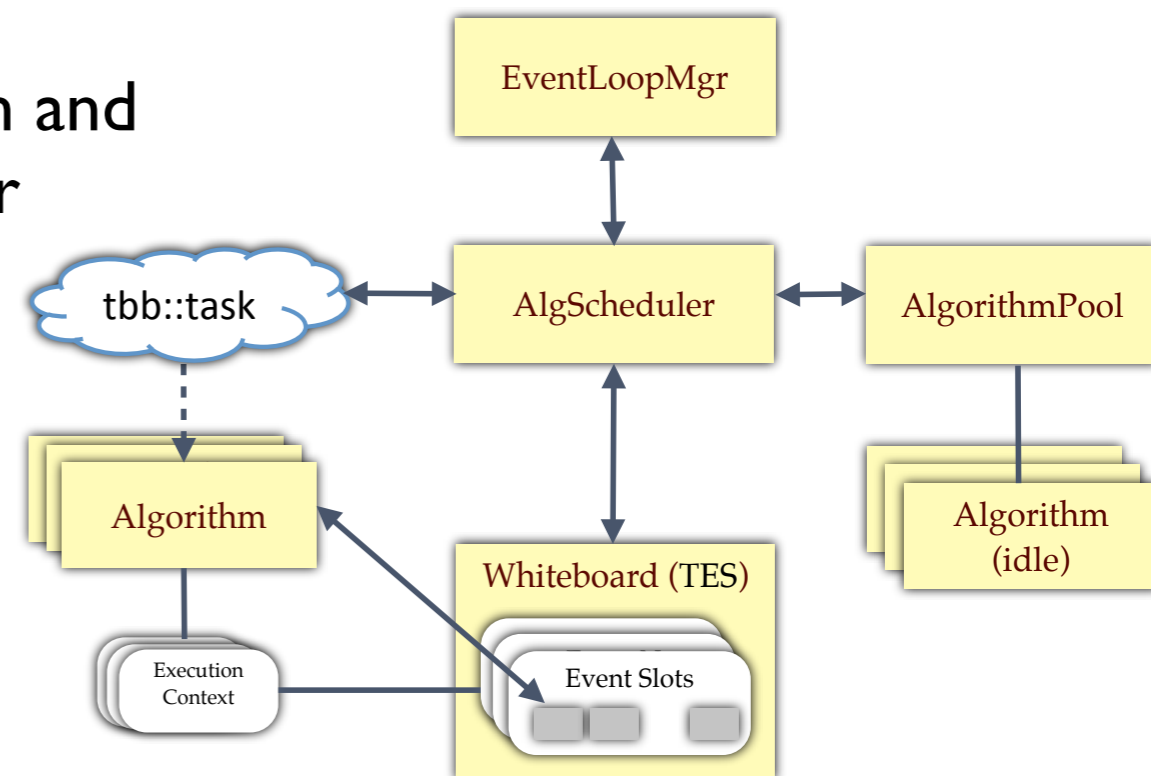 n and
r
EventLoopMgr
tbb::task
AlgScheduler
AlgorithmPool
Algorithm
Whiteboard (TES)
Algorithm
(idle)
Execution
Context
Event Slots